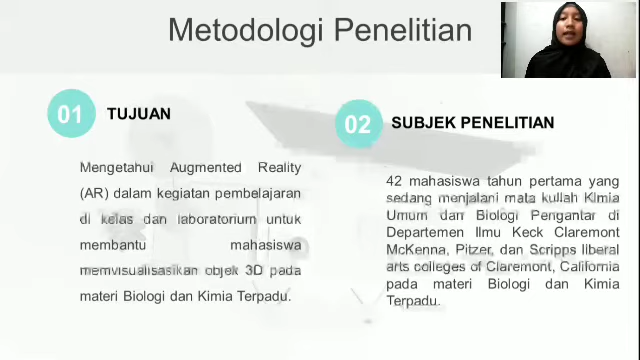 Metodologi Penelitian
01
TUJUAN
Mengetahui Augmented Reality
(AR) dalam kegiatan pembelajaran
di kelas dan laboratorium untuk
membantu mahasiswa
memvisualisasikan objek 3D pada
materi Biologi dan Kimia Terpadu.
02
SUBJEK PENELITIAN
42 mahasiswa tahun pertama yang
sedang menjalani mata kuliah Kimia
Umum dan Biologi Pengantar di
Departemen Ilmu Keck Claremont
McKenna, Pitzer, dan Scripps liberal
arts colleges of Claremont, California
pada materi Biologi dan Kimia
Terpadu.